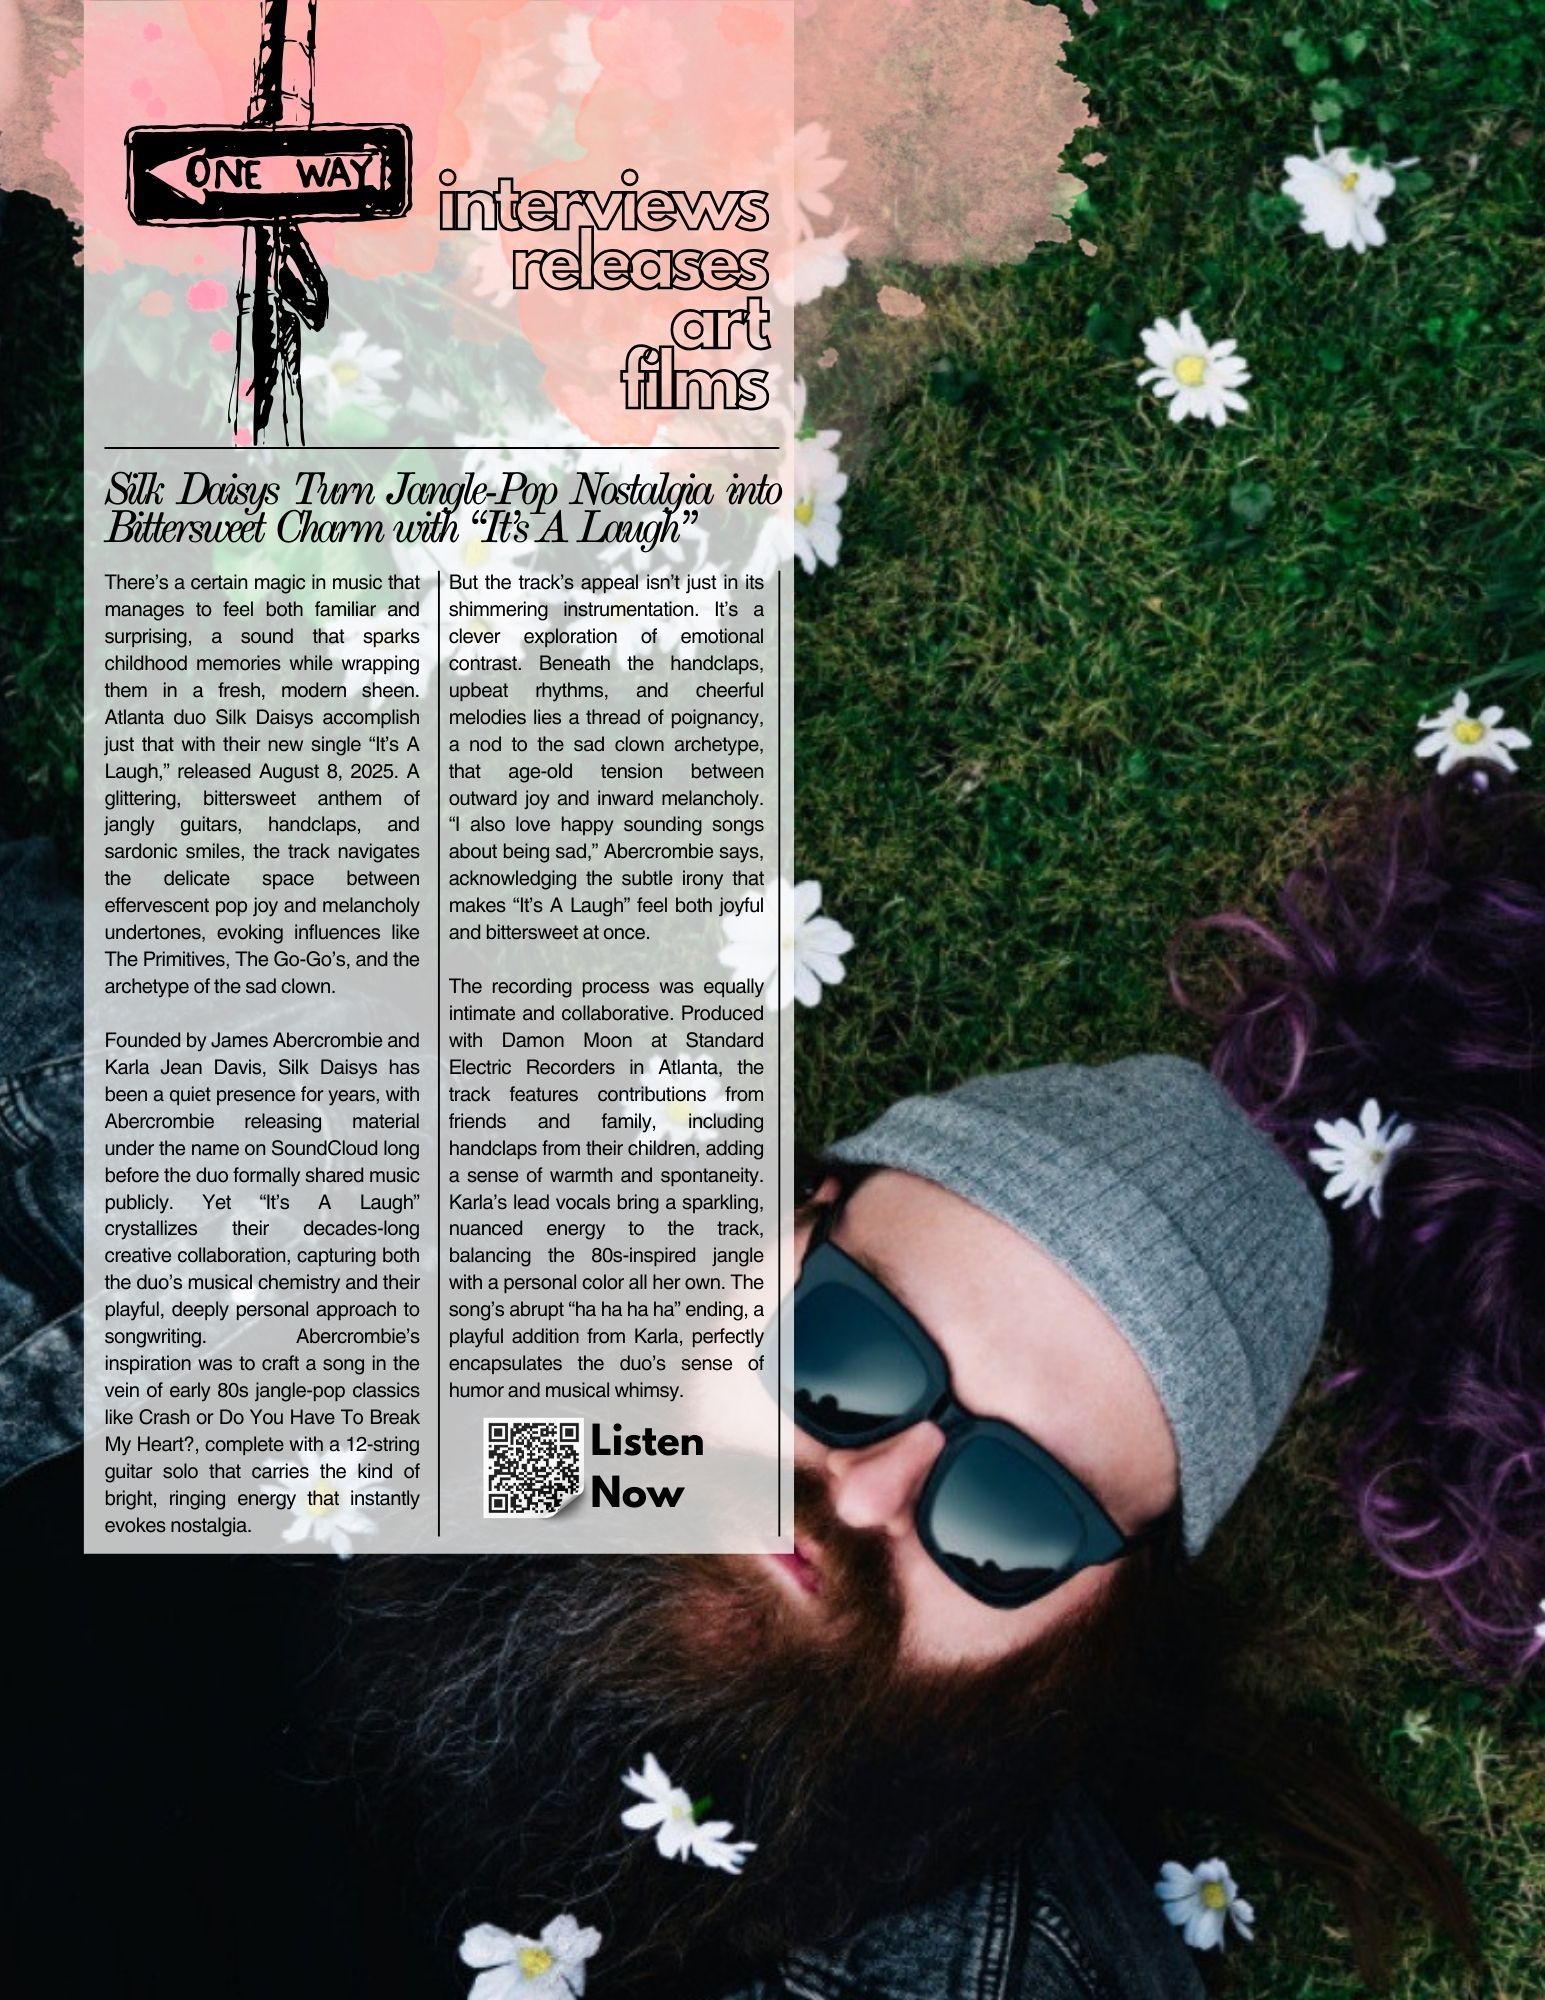 ONE WAY
interviews
releases
art
films
Silk Daisys Turn Jangle-Pop Nostalgia into
Bittersweet Charm with “It’s A Laugh”
There’s a certain magic in music that
manages to feel both familiar and
surprising, a sound that sparks
childhood memories while wrapping
them in a fresh, modern sheen.
Atlanta duo Silk Daisys accomplish
just that with their new single “It’s A
Laugh,” released August 8, 2025. A
glittering, bittersweet anthem of
jangly guitars, handclaps, and
sardonic smiles, the track navigates
the delicate space between
effervescent pop joy and melancholy
undertones, evoking influences like
The Primitives, The Go-Go’s, and the
archetype of the sad clown.
Founded by James Abercrombie and
Karla Jean Davis, Silk Daisys has
been a quiet presence for years, with
Abercrombie releasing material
under the name on SoundCloud long
before the duo formally shared music
publicly. Yet “It’s A Laugh”
crystallizes their decades-long
creative collaboration, capturing both
the duo’s musical chemistry and their
playful, deeply personal approach to
songwriting. Abercrombie’s
inspiration was to craft a song in the
vein of early 80s jangle-pop classics
like Crash or Do You Have To Break
My Heart?, complete with a 12-string
guitar solo that carries the kind of
bright, ringing energy that instantly
evokes nostalgia.
But the track’s appeal isn’t just in its
shimmering instrumentation. It’s a
clever exploration of emotional
contrast. Beneath the handclaps,
upbeat rhythms, and cheerful
melodies lies a thread of poignancy,
a nod to the sad clown archetype,
that age-old tension between
outward joy and inward melancholy.
“I also love happy sounding songs
about being sad,” Abercrombie says,
acknowledging the subtle irony that
makes “It’s A Laugh” feel both joyful
and bittersweet at once.
The recording process was equally
intimate and collaborative. Produced
with Damon Moon at Standard
Electric Recorders in Atlanta, the
track features contributions from
friends and family, including
handclaps from their children, adding
a sense of warmth and spontaneity.
Karla’s lead vocals bring a sparkling,
nuanced energy to the track,
balancing the 80s-inspired jangle
with a personal color all her own. The
song’s abrupt “ha ha ha ha” ending, a
playful addition from Karla, perfectly
encapsulates the duo’s sense of
humor and musical whimsy.
Listen
Now